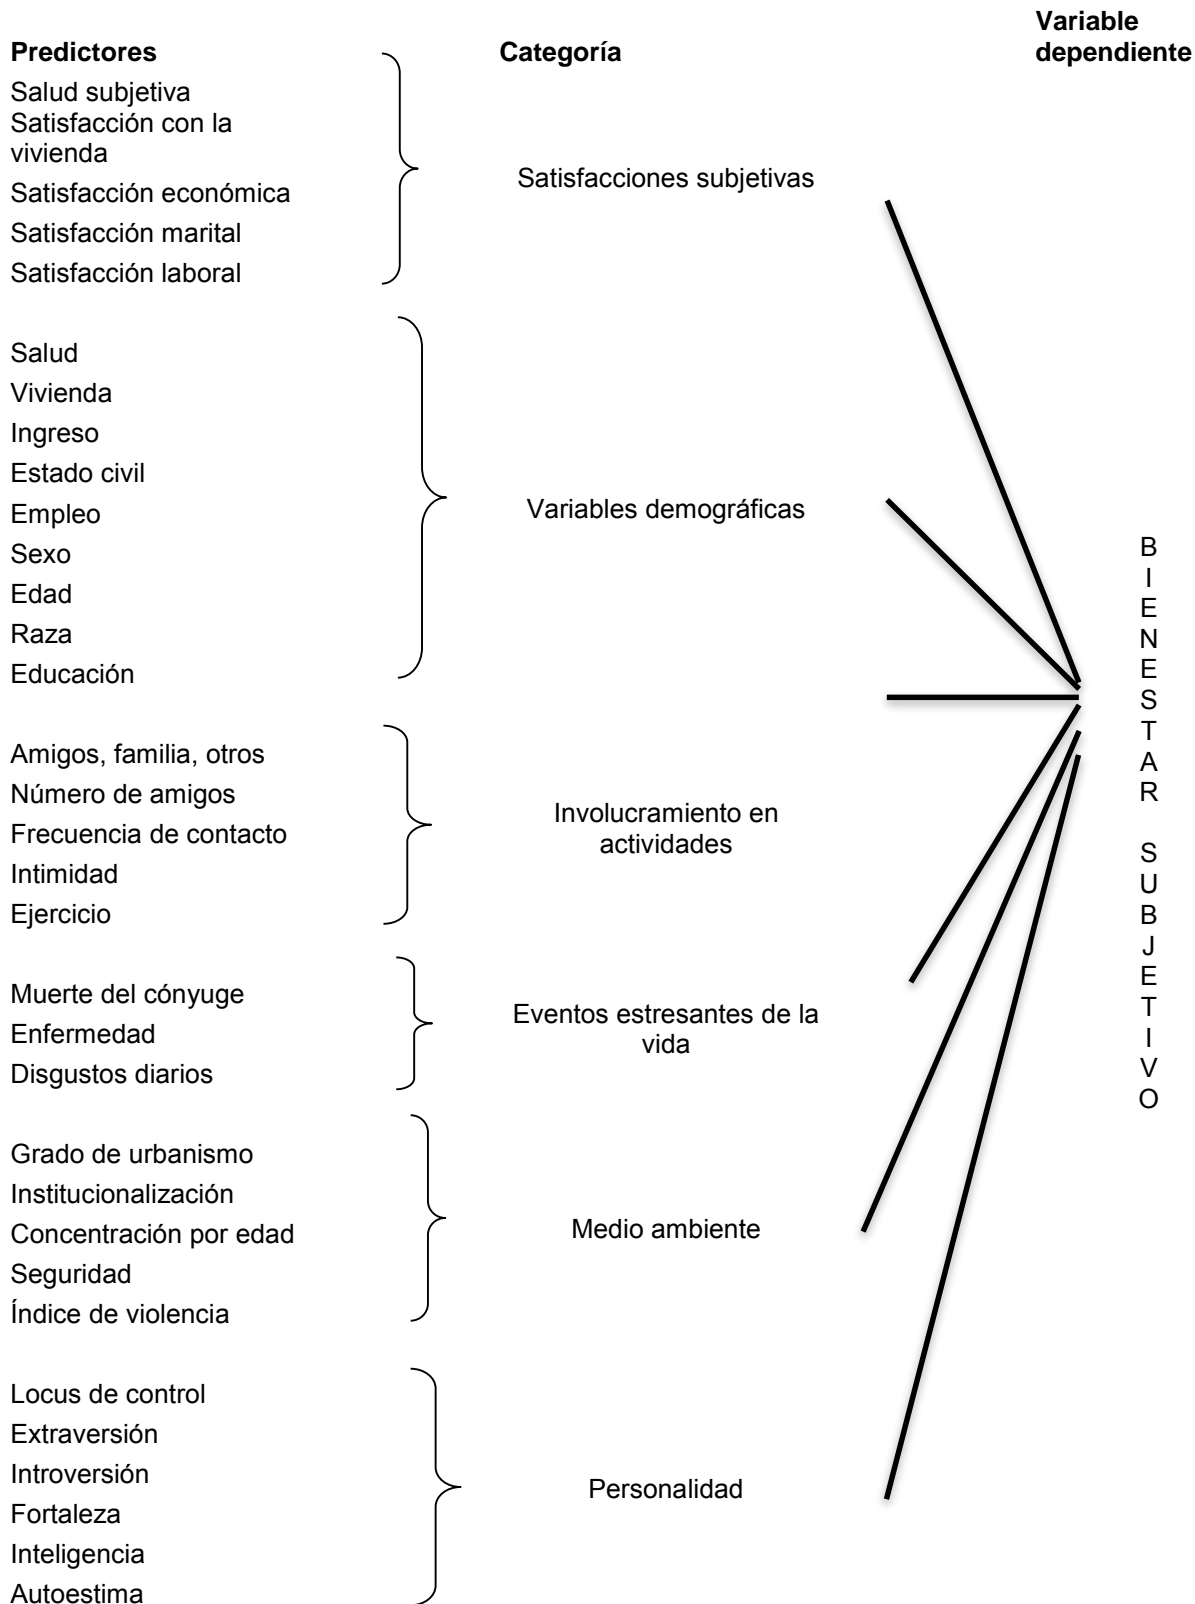 Predictores
Categoría
Variable
dependiente
Salud subjetiva
Satisfacción con la
vivienda
Satisfacción económica
Satisfacción marital
Satisfacción laboral
Satisfacciones subjetivas
Salud
Vivienda
Ingreso
Estado civil
Empleo
Sexo
Edad
Raza
Educación
Variables demográficas
Amigos, familia, otros
Número de amigos
Frecuencia de contacto
Intimidad
Ejercicio
Involucramiento en
actividades
Muerte del cónyuge
Enfermedad
Disgustos diarios
Eventos estresantes de la
vida
Grado de urbanismo
Institucionalización
Concentración por edad
Seguridad
Índice de violencia
Medio ambiente
Locus de control
Extraversión
Introversión
Fortaleza
Inteligencia
Autoestima
Personalidad
BIENESTAR SUBJETIVO